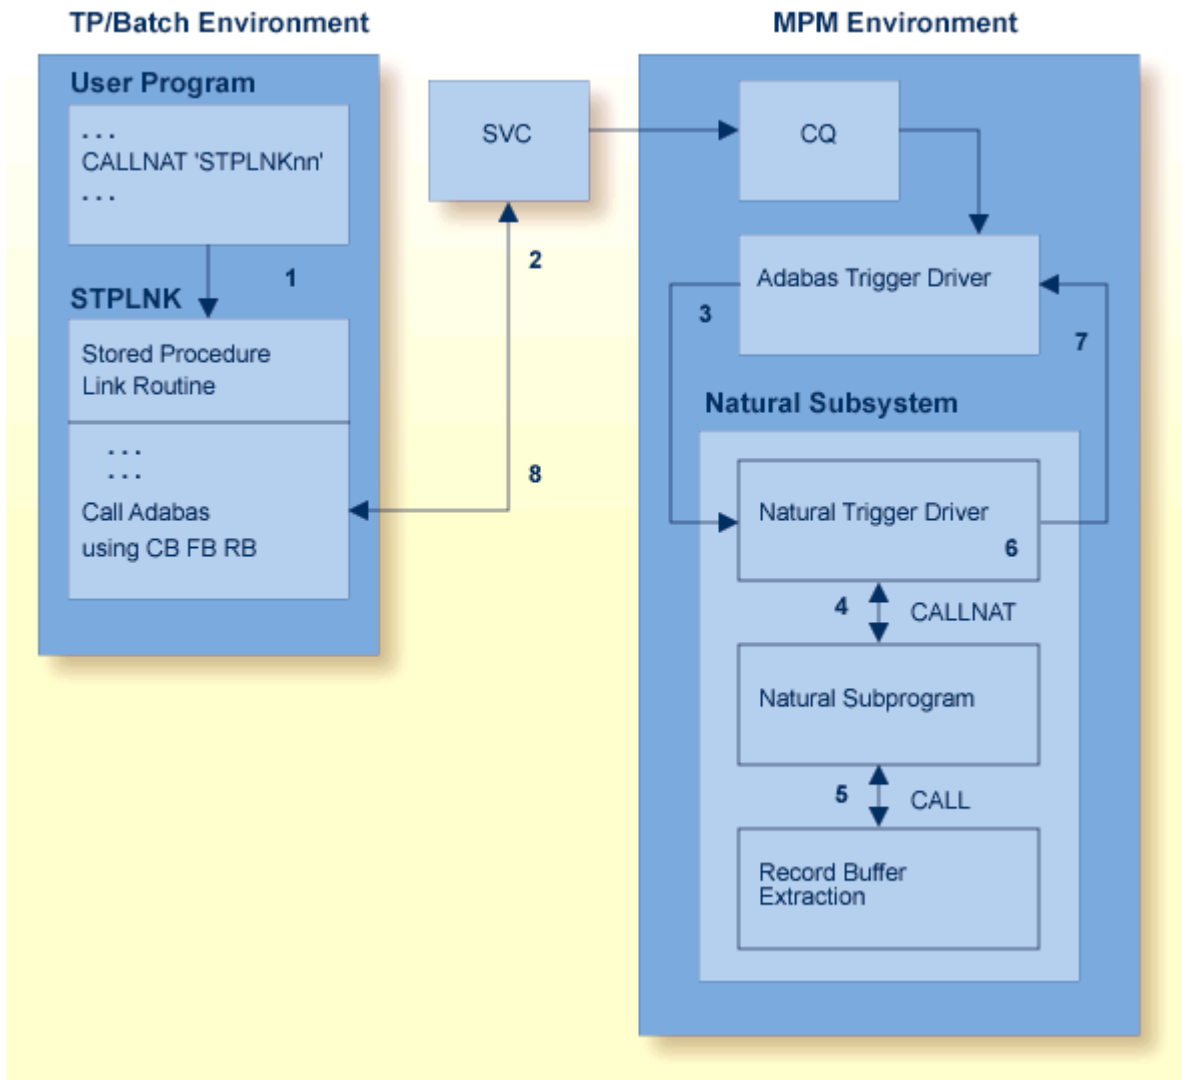 TP/Batch Environment
MPM Environment
User Program
. . .
CALLNAT 'STPLNKnn'
. . .
1
STPLNK
Stored Procedure
Link Routine
. . .
. . .
Call Adabas
using CB FB RB
SVC
2
8
CQ
Adabas Trigger Driver
3
7
Natural Subsystem
Natural Trigger Driver
6
4
CALLNAT
Natural Subprogram
5
CALL
Record Buffer
Extraction